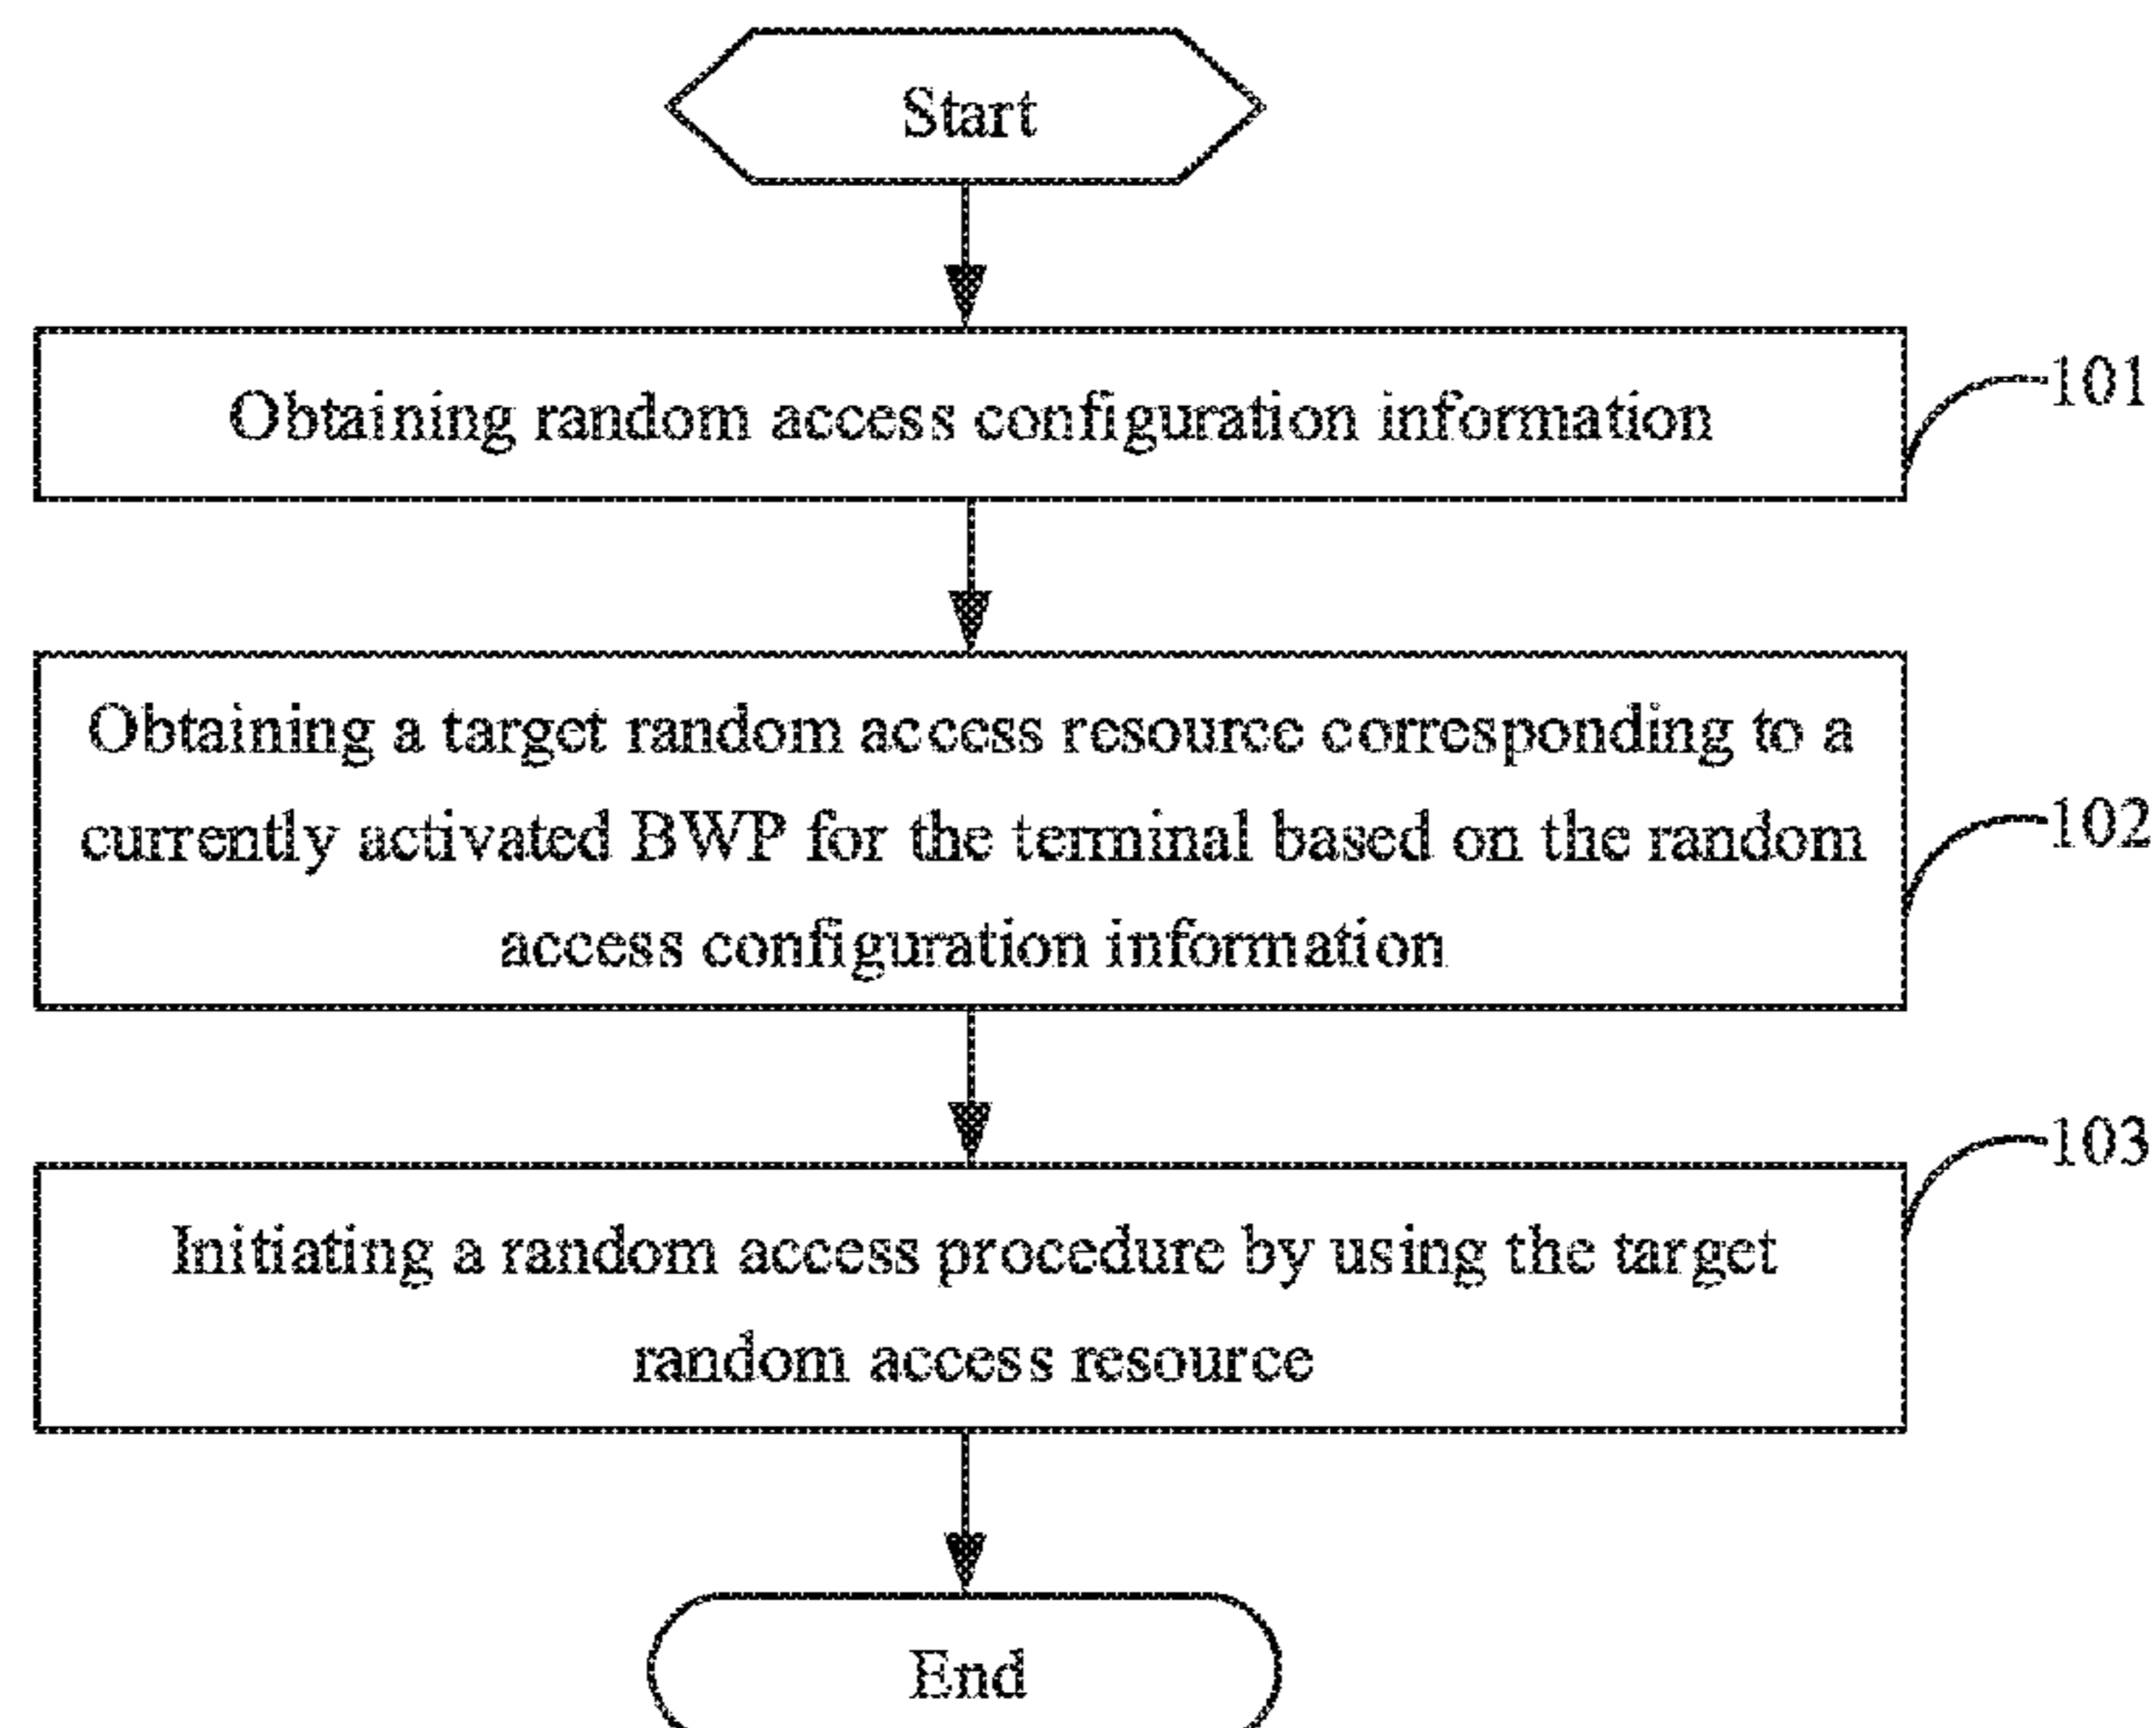 Start
Obtaining random access configuration information
101
Obtaining a target random access resource corresponding to a
currently activated BWP for the terminal based on the random
access configuration information
102
Initiating a random access procedure by using the target
random access resource
103
End